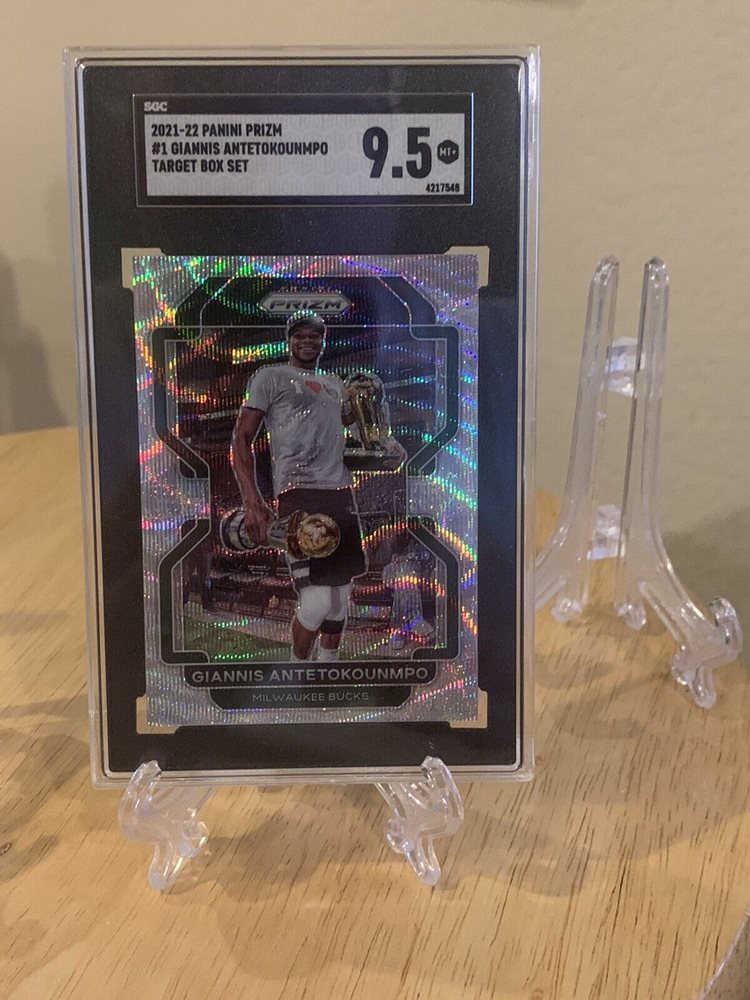 SGC
2021-22 PANINI PRIZM
#1 GIANNIS ANTETOKOUNMPO
TARGET BOX SET
9.5 MT+
4217548
PRIZM
GIANNIS ANTETOKOUNMPO
MILWAUKEE BUCKS